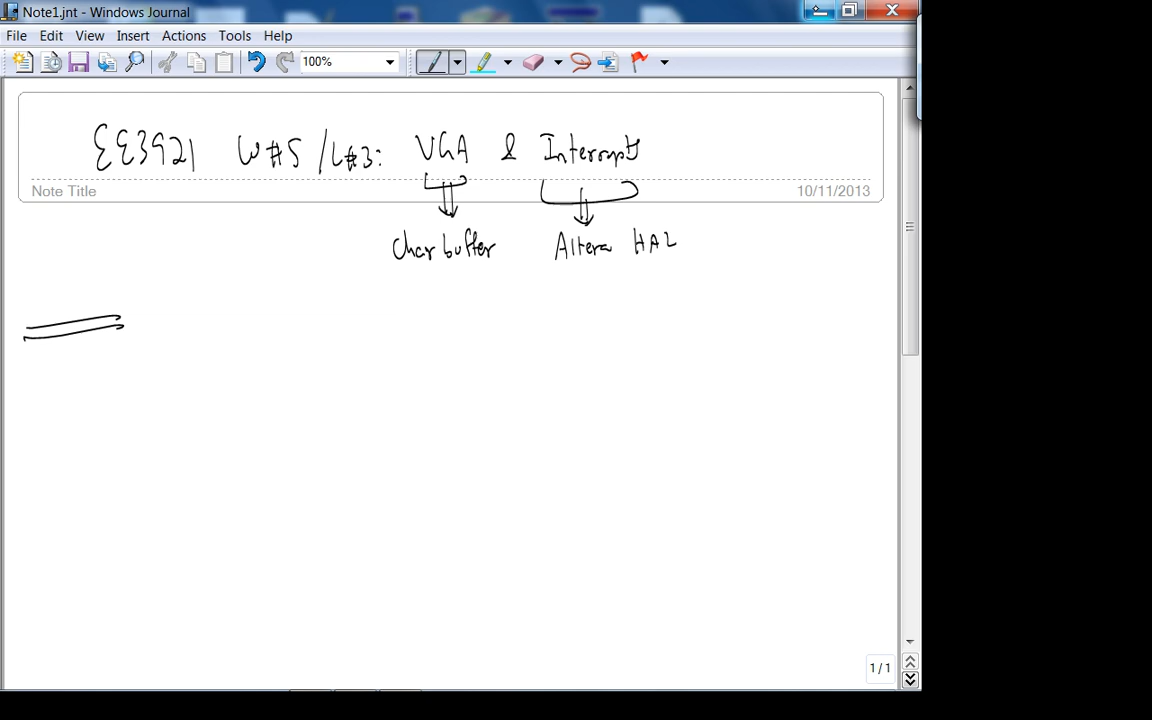 Note1.jnt - Windows Journal
File Edit View Insert Actions Tools Help
100%
EE3921 W#5 / L#3: VGA & Interrupts
Note Title 10/11/2013
Char buffer Altera HAL
1/1